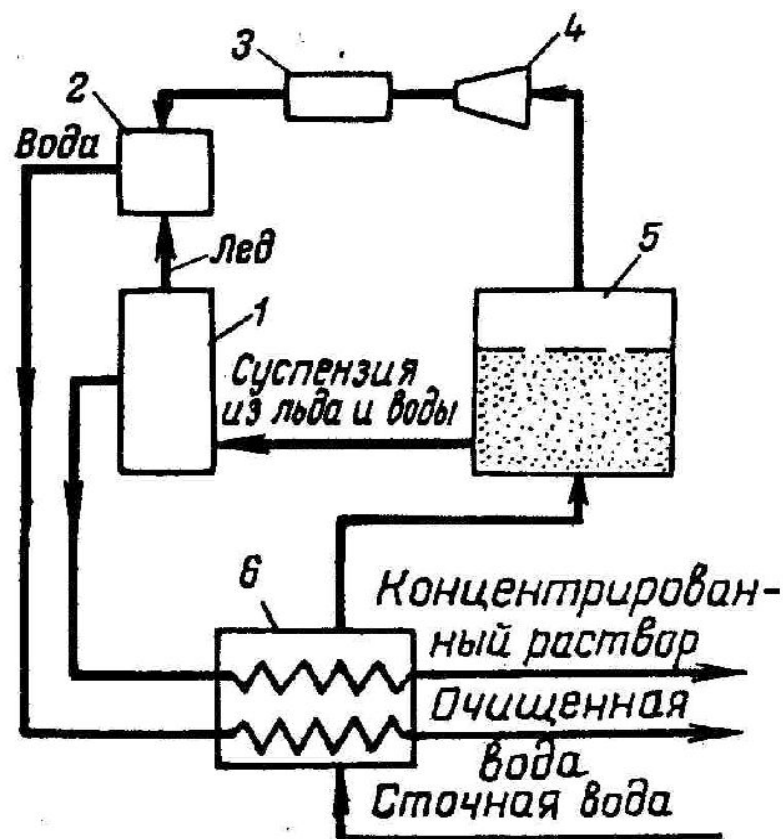 3
4
2
Вода
Лед
5
1
Суспензия
из льда и воды
6
Концентрирован-
ный раствор
Очищенная
вода
Сточная вода